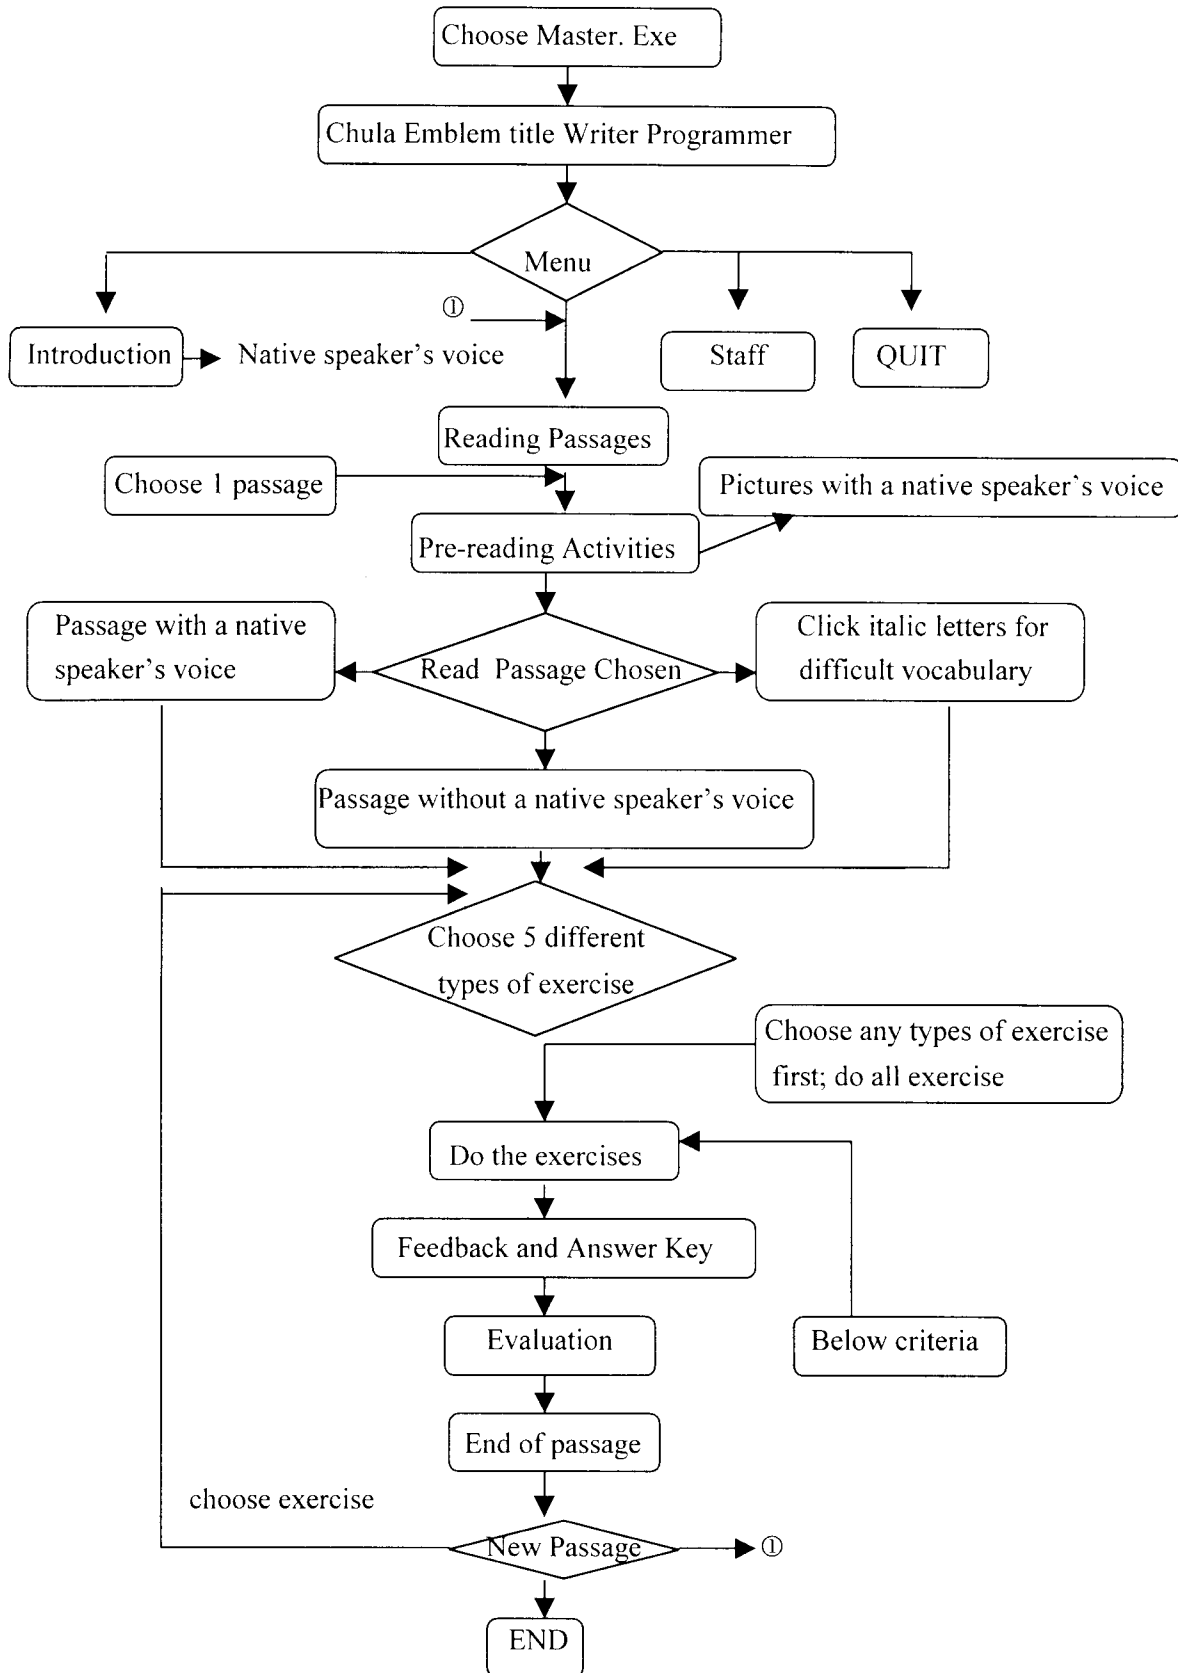 Choose Master. Exe
Chula Emblem title Writer Programmer
Menu
①
Introduction
Native speaker's voice
Staff
QUIT
Reading Passages
Choose 1 passage
Pictures with a native speaker's voice
Pre-reading Activities
Passage with a native
speaker's voice
Read Passage Chosen
Click italic letters for
difficult vocabulary
Passage without a native speaker's voice
Choose 5 different
types of exercise
Choose any types of exercise
first; do all exercise
Do the exercises
Feedback and Answer Key
Evaluation
Below criteria
End of passage
choose exercise
New Passage
①
END